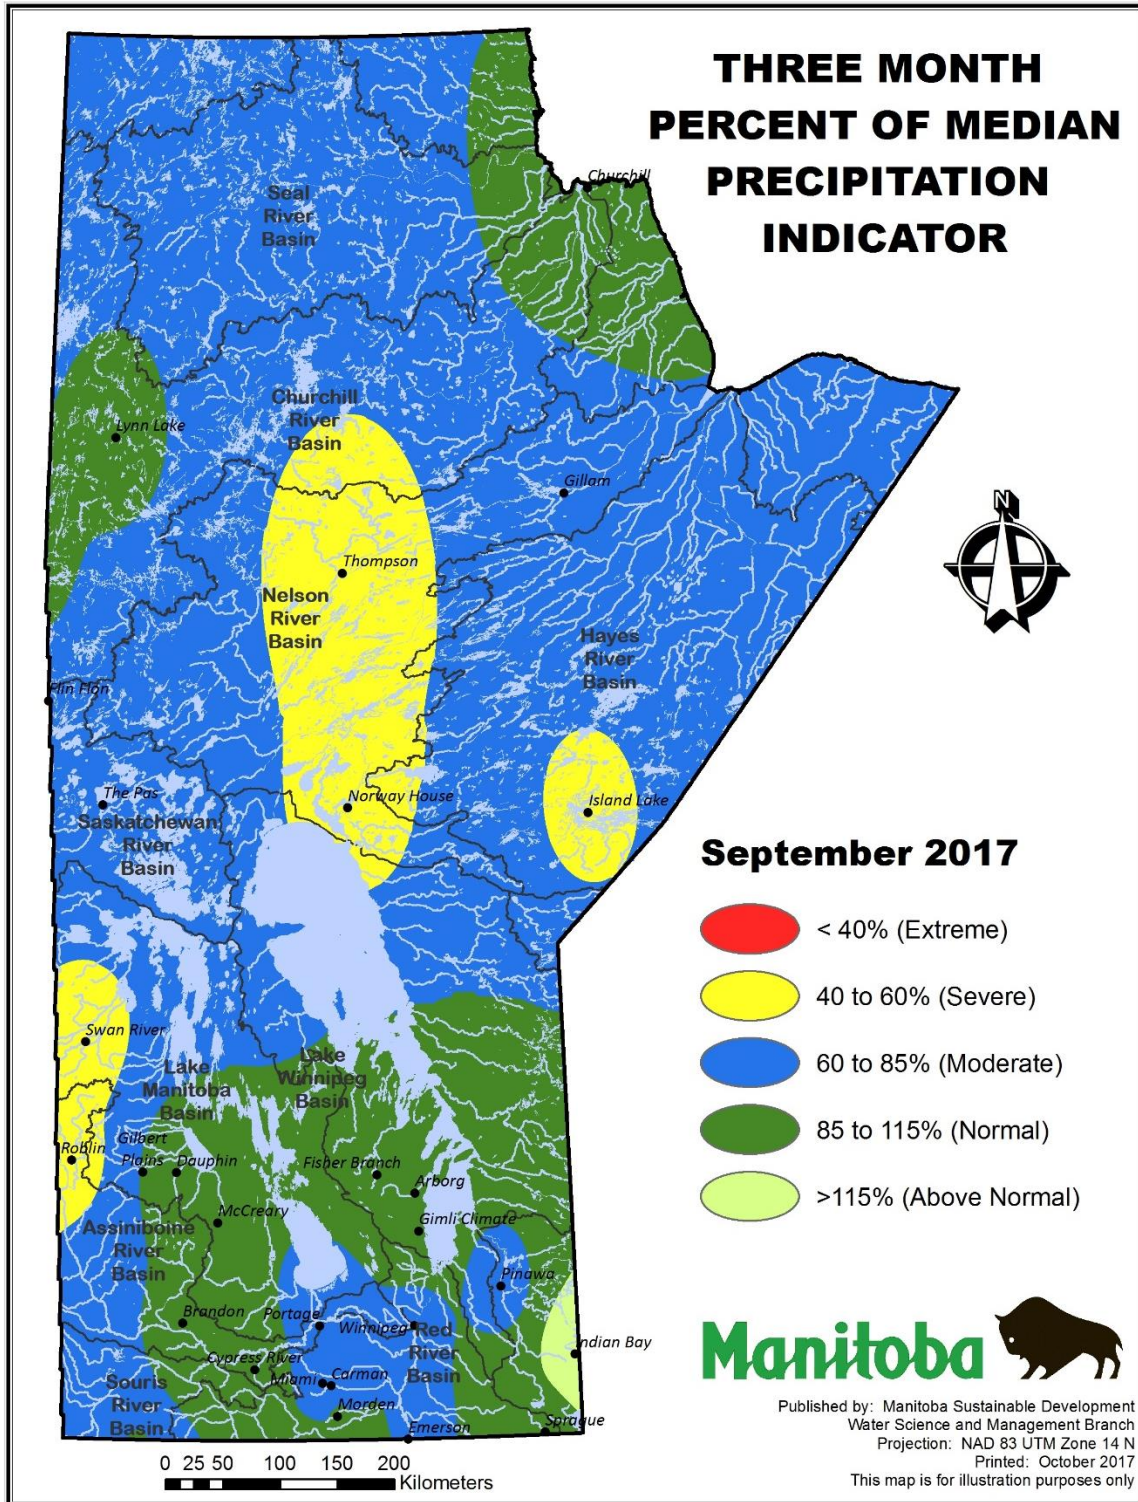 THREE MONTH
PERCENT OF MEDIAN
PRECIPITATION
INDICATOR
Churchill
Seal
River
Basin
Churchill
River
Basin
Lynn Lake
Gillam
N
Thompson
Nelson
River
Basin
Hayes
River
Basin
Flin Flon
The Pas
Norway House
Island Lake
Saskatchewan
River
Basin
September 2017
< 40% (Extreme)
40 to 60% (Severe)
60 to 85% (Moderate)
85 to 115% (Normal)
>115% (Above Normal)
Swan River
Lake
Manitoba
Basin
Lake
Winnipeg
Basin
Roblin
Gilbert
Plains
Dauphin
Fisher Branch
Arborg
McCreary
Gimli Climate
Assiniboine
River
Basin
Pinawa
Brandon
Portage
Winnipeg
Red
River
Basin
Indian Bay
Cypress River
Miami
Carman
Souris
River
Basin
Morden
Emerson
Sprague
Manitoba
Published by: Manitoba Sustainable Development
Water Science and Management Branch
Projection: NAD 83 UTM Zone 14 N
Printed: October 2017
This map is for illustration purposes only
0 25 50 100 150 200
Kilometers